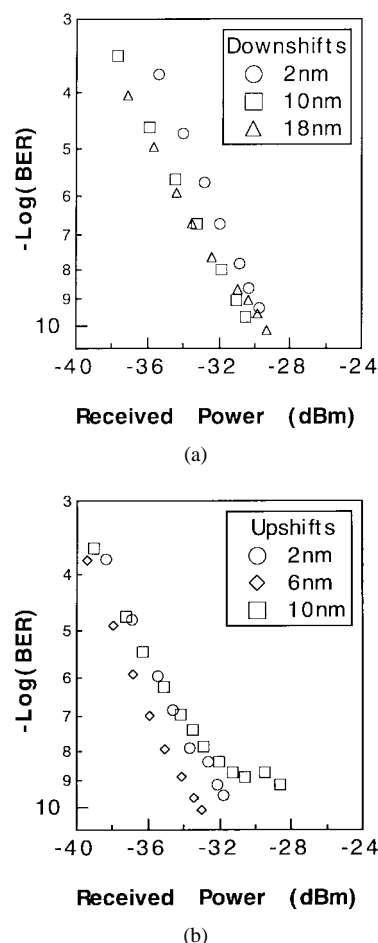 3
4
5
6
7
8
9
10
-Log(BER)
Downshifts
2nm
10nm
18nm
-40 -36 -32 -28 -24
Received Power (dBm)
(a)
3
4
5
6
7
8
9
10
-Log(BER)
Upshifts
2nm
6nm
10nm
-40 -36 -32 -28 -24
Received Power (dBm)
(b)